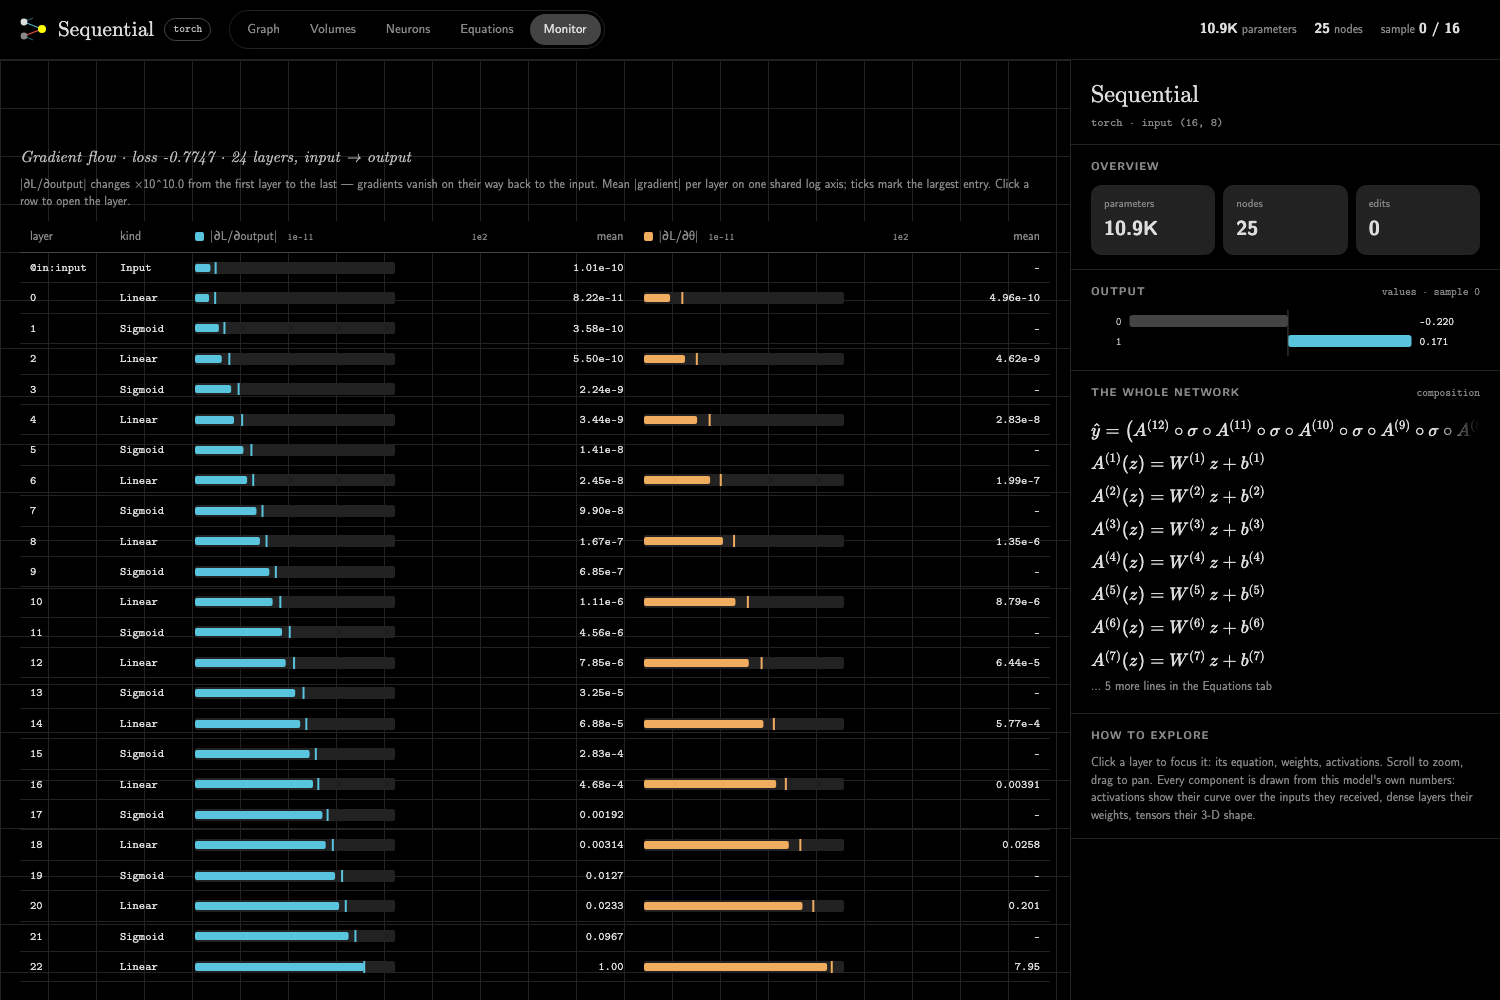 Sequential torch Graph Volumes Neurons Equations Monitor 10.9K parameters 25 nodes sample 0 / 16
Gradient flow · loss -0.7747 · 24 layers, input → output
|∂L/∂output| changes ×10^10.0 from the first layer to the last — gradients vanish on their way back to the input. Mean |gradient| per layer on one shared log axis; ticks mark the largest entry. Click a
row to open the layer.
layer kind |∂L/∂output| 1e-11 1e2 mean |∂L/∂θ| 1e-11 1e2 mean
@in:input Input 1.01e-10 –
0 Linear 8.22e-11 4.96e-10
1 Sigmoid 3.58e-10 –
2 Linear 5.50e-10 4.62e-9
3 Sigmoid 2.24e-9 –
4 Linear 3.44e-9 2.83e-8
5 Sigmoid 1.41e-8 –
6 Linear 2.45e-8 1.99e-7
7 Sigmoid 9.90e-8 –
8 Linear 1.67e-7 1.35e-6
9 Sigmoid 6.85e-7 –
10 Linear 1.11e-6 8.79e-6
11 Sigmoid 4.56e-6 –
12 Linear 7.85e-6 6.44e-5
13 Sigmoid 3.25e-5 –
14 Linear 6.88e-5 5.77e-4
15 Sigmoid 2.83e-4 –
16 Linear 4.68e-4 0.00391
17 Sigmoid 0.00192 –
18 Linear 0.00314 0.0258
19 Sigmoid 0.0127 –
20 Linear 0.0233 0.201
21 Sigmoid 0.0967 –
22 Linear 1.00 7.95
Sequential
torch · input (16, 8)
OVERVIEW
parameters nodes edits
10.9K 25 0
OUTPUT values · sample 0
0 -0.220
1 0.171
THE WHOLE NETWORK composition
ŷ = (A⁽¹²⁾ ∘ σ ∘ A⁽¹¹⁾ ∘ σ ∘ A⁽¹⁰⁾ ∘ σ ∘ A⁽⁹⁾ ∘ σ ∘ A
A⁽¹⁾(z) = W⁽¹⁾ z + b⁽¹⁾
A⁽²⁾(z) = W⁽²⁾ z + b⁽²⁾
A⁽³⁾(z) = W⁽³⁾ z + b⁽³⁾
A⁽⁴⁾(z) = W⁽⁴⁾ z + b⁽⁴⁾
A⁽⁵⁾(z) = W⁽⁵⁾ z + b⁽⁵⁾
A⁽⁶⁾(z) = W⁽⁶⁾ z + b⁽⁶⁾
A⁽⁷⁾(z) = W⁽⁷⁾ z + b⁽⁷⁾
... 5 more lines in the Equations tab
HOW TO EXPLORE
Click a layer to focus it: its equation, weights, activations. Scroll to zoom,
drag to pan. Every component is drawn from this model's own numbers:
activations show their curve over the inputs they received, dense layers their
weights, tensors their 3-D shape.